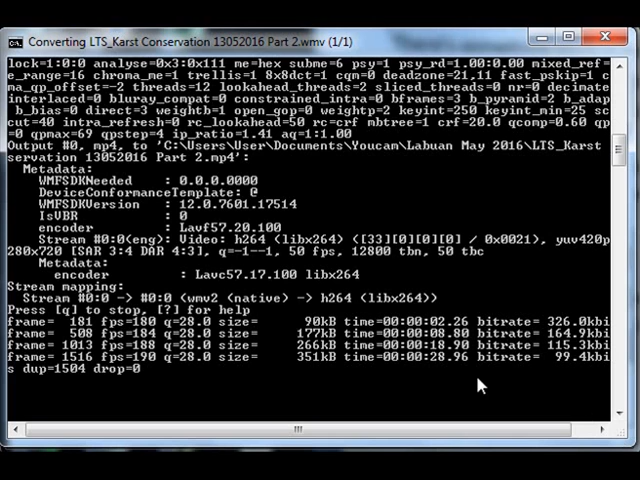 Converting LTS_Karst Conservation 13052016 Part 2.wmv (1/1)
lock=1:0:0 analyse=0x3:0x111 me=hex subme=6 psy=1 psy_rd=1.00:0.00 mixed_ref
e_range=16 chroma_me=1 trellis=1 8x8dct=1 cqm=0 deadzone=21,11 fast_pskip=1 c
ma_qp_offset=-2 threads=12 lookahead_threads=2 sliced_threads=0 nr=0 decimate
interlaced=0 bluray_compat=0 constrained_intra=0 bframes=3 b_pyramid=2 b_adap
b_bias=0 direct=3 weightb=1 open_gop=0 weightp=2 keyint=250 keyint_min=25 sc
cut=40 intra_refresh=0 rc_lookahead=50 rc=crf mbtree=1 crf=20.0 qcomp=0.60 qp
0 qpmax=69 qpstep=4 ip_ratio=1.41 aq=1:1.00
Output #0, mp4, to 'C:\Users\User\Documents\Youcam\Labuan May 2016\LTS_Karst
servation 13052016 Part 2.mp4':
Metadata:
WMFSDKNeeded : 0.0.0.0000
DeviceConformanceTemplate: @
WMFSDKVersion : 12.0.7601.17514
IsVBR : 0
encoder : Lavf57.20.100
Stream #0:0(eng): Video: h264 (libx264) ([33][0][0][0] / 0x0021), yuv420p
280x720 [SAR 3:4 DAR 4:3], q=-1--1, 50 fps, 12800 tbn, 50 tbc
Metadata:
encoder : Lavc57.17.100 libx264
Stream mapping:
Stream #0:0 -> #0:0 (wmv2 (native) -> h264 (libx264))
Press [q] to stop, [?] for help
frame= 181 fps=180 q=28.0 size= 90kB time=00:00:02.26 bitrate= 326.0kbi
frame= 508 fps=184 q=28.0 size= 177kB time=00:00:08.80 bitrate= 164.9kbi
frame= 1013 fps=188 q=28.0 size= 266kB time=00:00:18.90 bitrate= 115.3kbi
frame= 1516 fps=190 q=28.0 size= 351kB time=00:00:28.96 bitrate= 99.4kbi
s dup=1504 drop=0